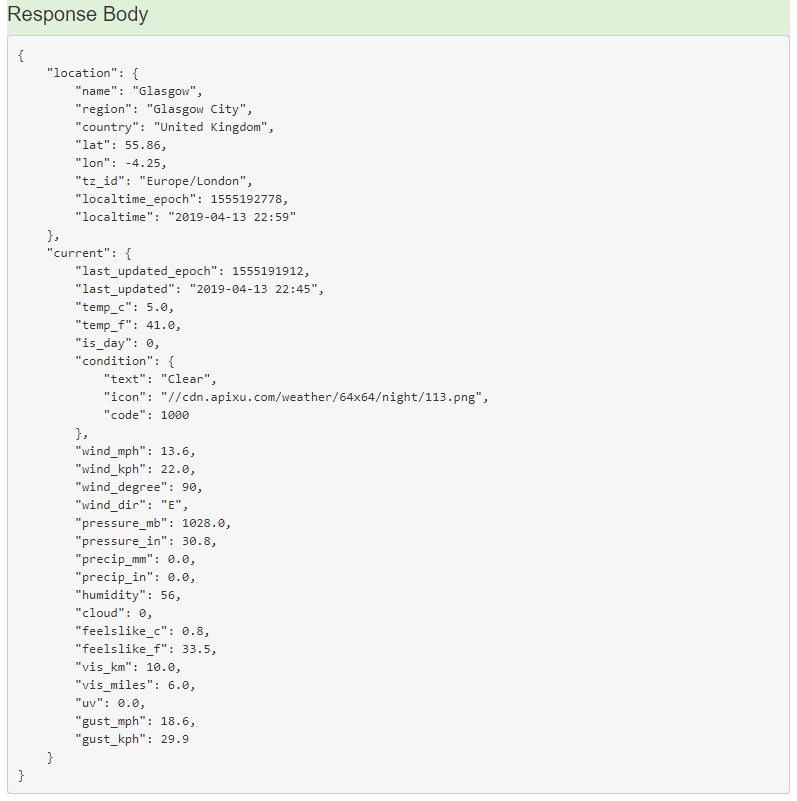 Response Body
{
    "location": {
        "name": "Glasgow",
        "region": "Glasgow City",
        "country": "United Kingdom",
        "lat": 55.86,
        "lon": -4.25,
        "tz_id": "Europe/London",
        "localtime_epoch": 1555192778,
        "localtime": "2019-04-13 22:59"
    },
    "current": {
        "last_updated_epoch": 1555191912,
        "last_updated": "2019-04-13 22:45",
        "temp_c": 5.0,
        "temp_f": 41.0,
        "is_day": 0,
        "condition": {
            "text": "Clear",
            "icon": "//cdn.apixu.com/weather/64x64/night/113.png",
            "code": 1000
        },
        "wind_mph": 13.6,
        "wind_kph": 22.0,
        "wind_degree": 90,
        "wind_dir": "E",
        "pressure_mb": 1028.0,
        "pressure_in": 30.8,
        "precip_mm": 0.0,
        "precip_in": 0.0,
        "humidity": 56,
        "cloud": 0,
        "feelslike_c": 0.8,
        "feelslike_f": 33.5,
        "vis_km": 10.0,
        "vis_miles": 6.0,
        "uv": 0.0,
        "gust_mph": 18.6,
        "gust_kph": 29.9
    }
}